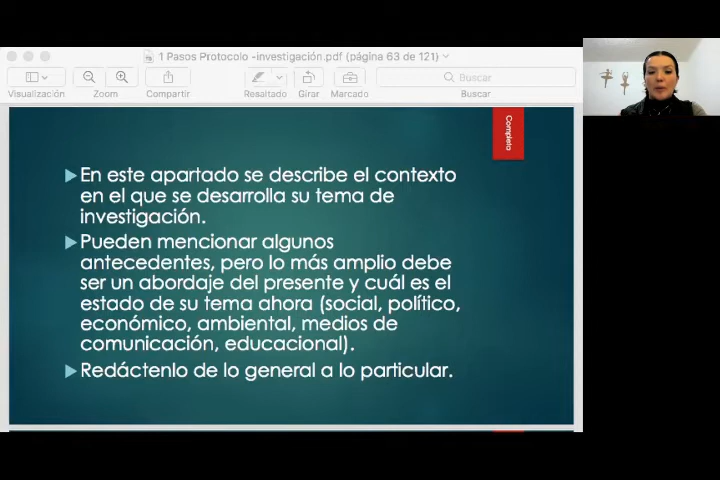 1 Pasos Protocolo -investigación.pdf (página 63 de 121)
Visualización
Zoom
Compartir
Resaltado
Girar
Marcado
Buscar
Buscar
Completa
En este apartado se describe el contexto
en el que se desarrolla su tema de
investigación.
Pueden mencionar algunos
antecedentes, pero lo más amplio debe
ser un abordaje del presente y cuál es el
estado de su tema ahora (social, político,
económico, ambiental, medios de
comunicación, educacional).
Redáctenlo de lo general a lo particular.